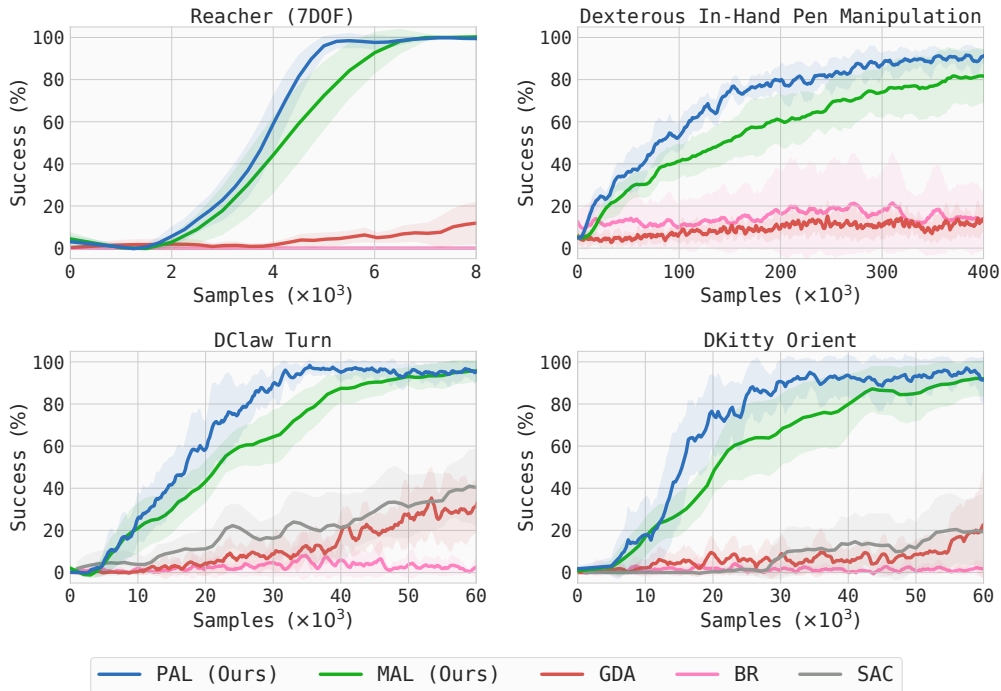 Reacher (7DOF)
Success (%)
100
80
60
40
20
0
0 2 4 6 8
Samples (×10³)
Dexterous In-Hand Pen Manipulation
Success (%)
100
80
60
40
20
0
0 100 200 300 400
Samples (×10³)
DClaw Turn
Success (%)
100
80
60
40
20
0
0 10 20 30 40 50 60
Samples (×10³)
DKitty Orient
Success (%)
100
80
60
40
20
0
0 10 20 30 40 50 60
Samples (×10³)
PAL (Ours) MAL (Ours) GDA BR SAC